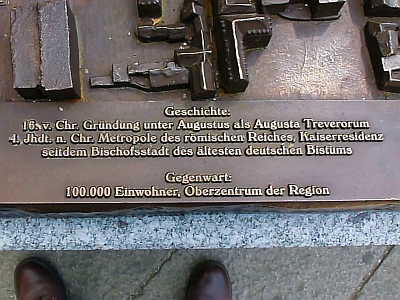 Geschichte:
16. v. Chr. Gründung unter Augustus als Augusta Treverorum
4. Jhdt. n. Chr. Metropole des römischen Reiches, Kaiserresidenz
seitdem Bischofsstadt des ältesten deutschen Bistums
Gegenwart:
100.000 Einwohner, Oberzentrum der Region